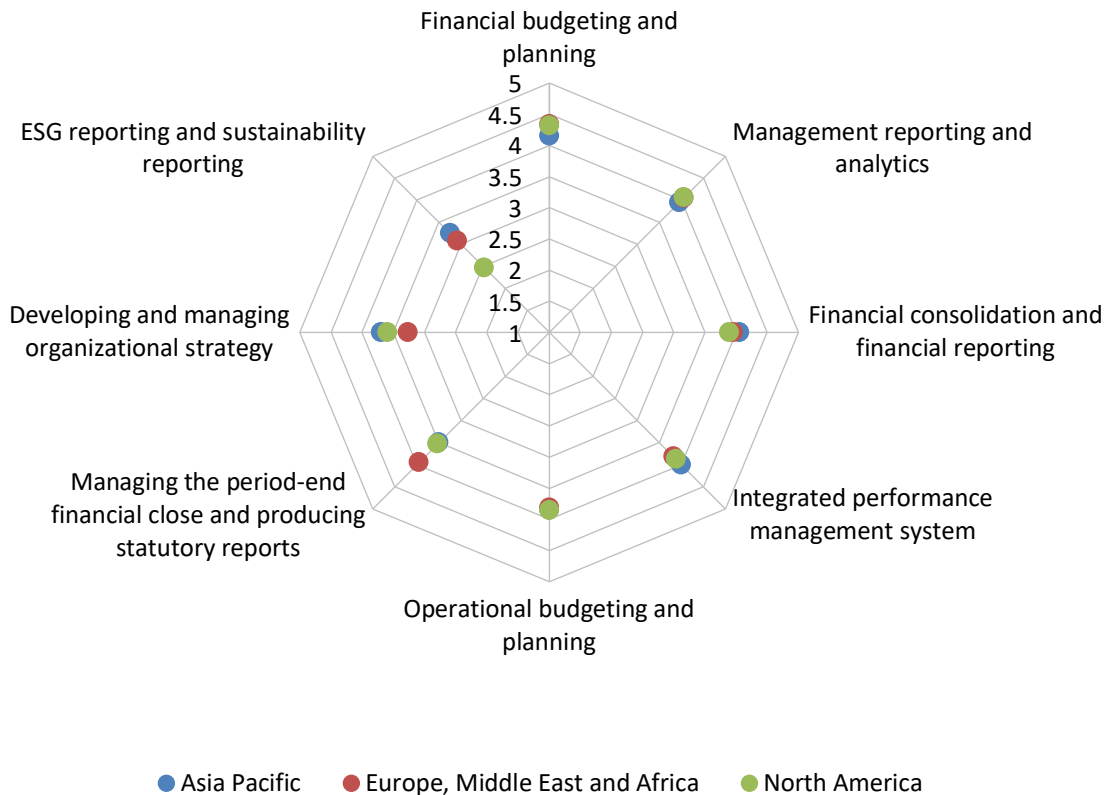 Financial budgeting and
planning
Management reporting and
analytics
Financial consolidation and
financial reporting
Integrated performance
management system
Operational budgeting and
planning
Managing the period-end
financial close and producing
statutory reports
Developing and managing
organizational strategy
ESG reporting and sustainability
reporting
5
4.5
4
3.5
3
2.5
2
1.5
1
Asia Pacific
Europe, Middle East and Africa
North America